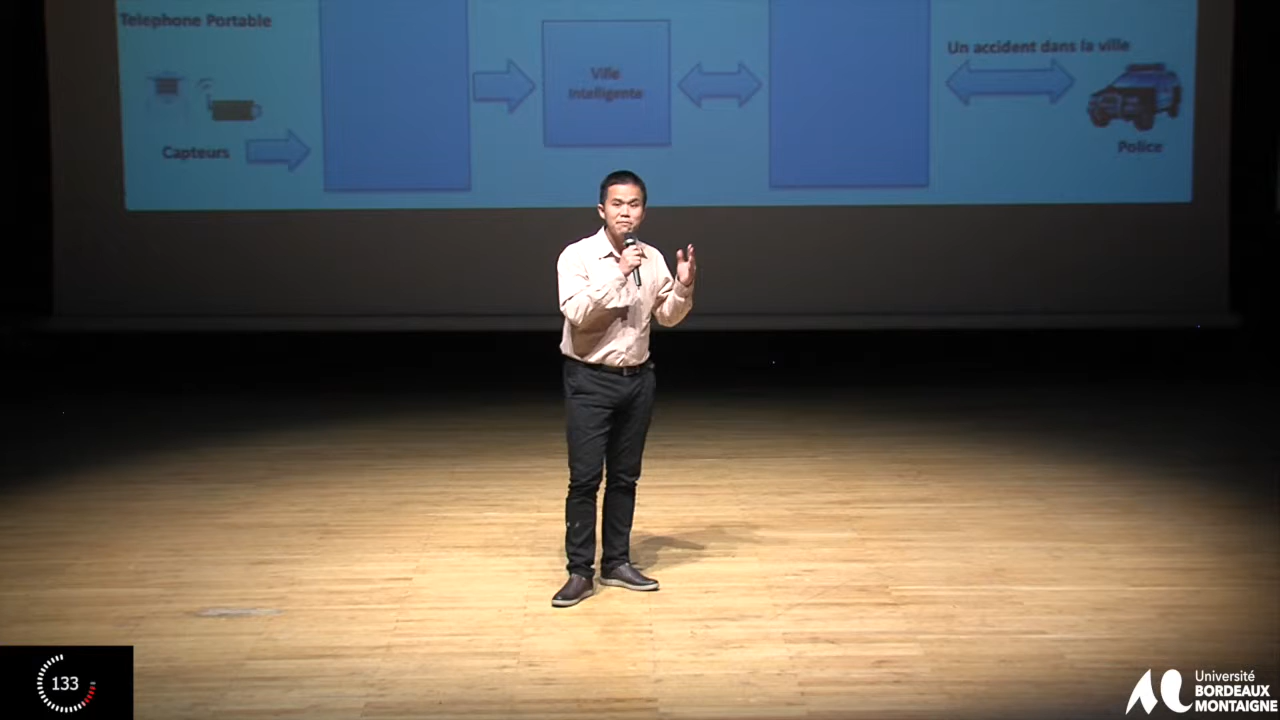 Telephone Portable
Un accident dans la ville
Ville
Intelligente
Capteurs
Police
133
Université
BORDEAUX
MONTAIGNE